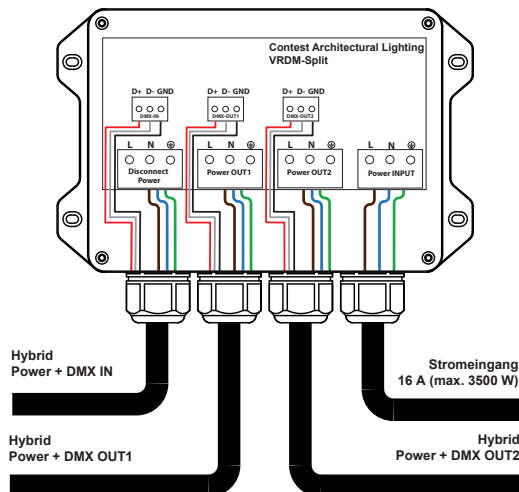 Contest Architectural Lighting
VRDM-Split
D+ D- GND
DMX-IN
D+ D- GND
DMX-OUT1
D+ D- GND
DMX-OUT2
L N
Disconnect
Power
L N
Power OUT1
L N
Power OUT2
L N
Power INPUT
Hybrid
Power + DMX IN
Stromeingang
16 A (max. 3500 W)
Hybrid
Power + DMX OUT1
Hybrid
Power + DMX OUT2